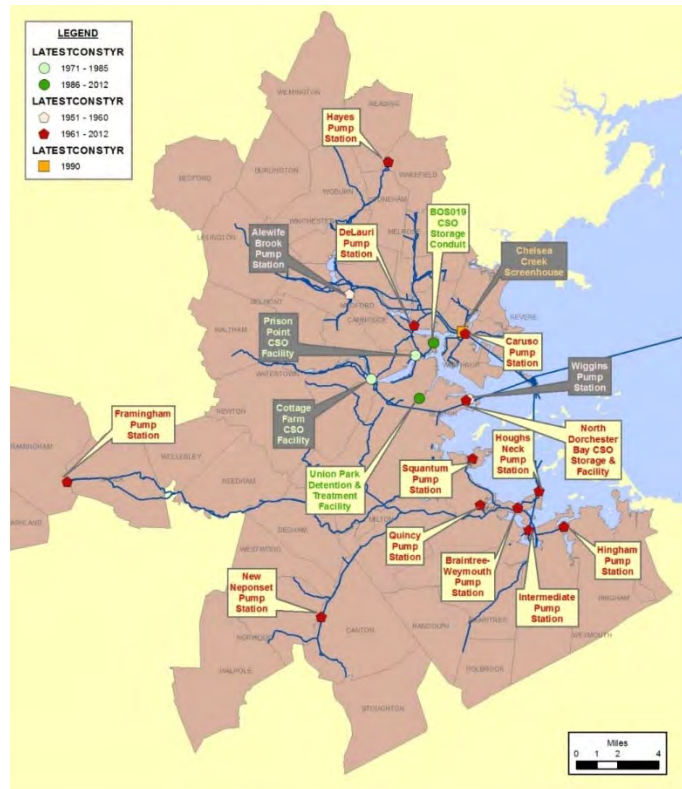 LEGEND
LATESTCONSTYR
1971 - 1985
1986 - 2012
LATESTCONSTYR
1951 - 1960
1961 - 2012
LATESTCONSTYR
1990
WILMINGTON
READING
Hayes
Pump
Station
BEDFORD
BURLINGTON
WAKEFIELD
WOBURN
STONEHAM
LEXINGTON
WINCHESTER
MELROSE
BOS019
CSO
Storage
Conduit
DeLauri
Pump
Station
Alewife
Brook
Pump
Station
Chelsea
Creek
Screenhouse
BELMONT
MEDFORD
REVERE
CAMBRIDGE
WALTHAM
Prison
Point
CSO
Facility
Caruso
Pump
Station
WINTHROP
WATERTOWN
Wiggins
Pump
Station
NEWTON
Cottage
Farm
CSO
Facility
Framingham
Pump
Station
WELLESLEY
North
Dorchester
Bay CSO
Storage
& Facility
Houghs
Neck
Pump
Station
FRAMINGHAM
NEEDHAM
Union Park
Detention &
Treatment
Facility
Squantum
Pump
Station
ASHLAND
DEDHAM
MILTON
WESTWOOD
Quincy
Pump
Station
Braintree-
Weymouth
Pump
Station
Hingham
Pump
Station
Intermediate
Pump
Station
New
Neponset
Pump
Station
HINGHAM
NORWOOD
CANTON
RANDOLPH
BRAINTREE
WEYMOUTH
WALPOLE
HOLBROOK
STOUGHTON
Miles
0 1 2 4